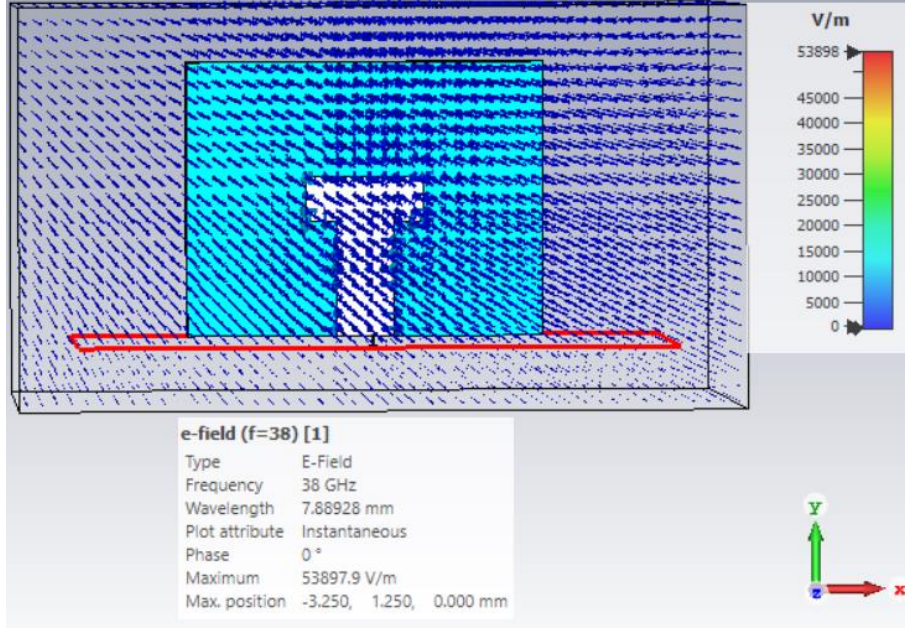 V/m
53898
45000
40000
35000
30000
25000
20000
15000
10000
5000
0
1
e-field (f=38) [1]
Type E-Field
Frequency 38 GHz
Wavelength 7.88928 mm
Plot attribute Instantaneous
Phase 0 °
Maximum 53897.9 V/m
Max. position -3.250, 1.250, 0.000 mm
y
z x